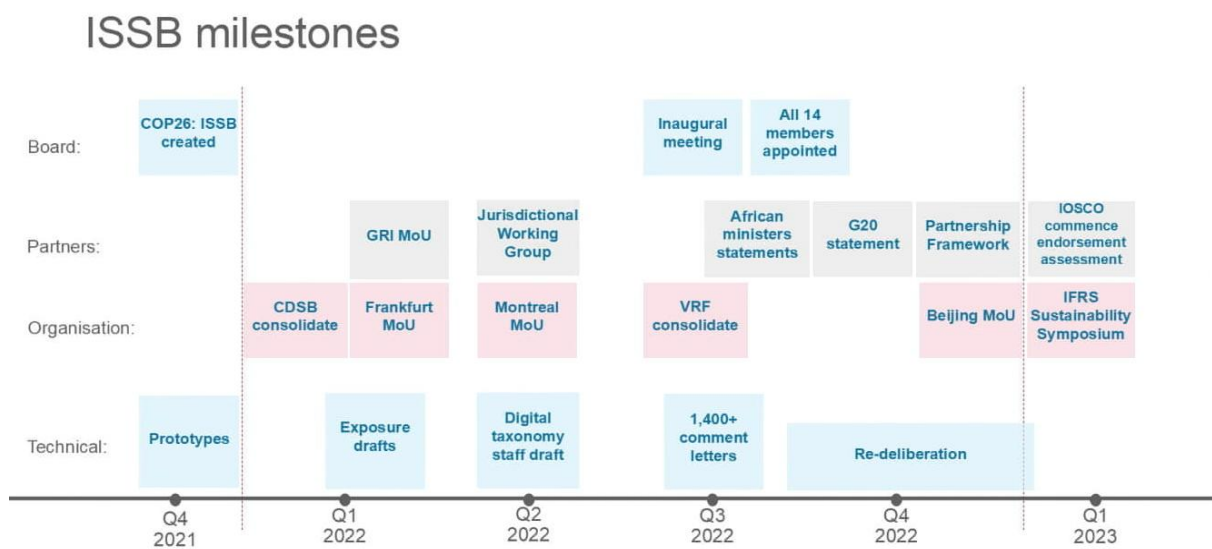 ISSB milestones
Board:
COP26: ISSB
created
Inaugural
meeting
All 14
members
appointed
Partners:
GRI MoU
Jurisdictional
Working
Group
African
ministers
statements
G20
statement
Partnership
Framework
IOSCO
commence
endorsement
assessment
Organisation:
CDSB
consolidate
Frankfurt
MoU
Montreal
MoU
VRF
consolidate
Beijing MoU
IFRS
Sustainability
Symposium
Technical:
Prototypes
Exposure
drafts
Digital
taxonomy
staff draft
1,400+
comment
letters
Re-deliberation
Q4
2021
Q1
2022
Q2
2022
Q3
2022
Q4
2022
Q1
2023